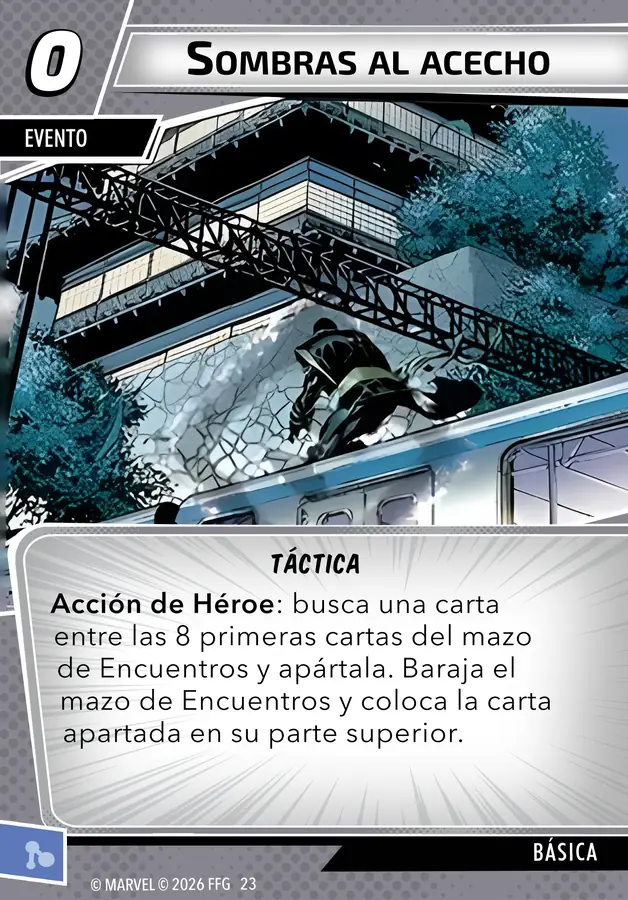 0
SOMBRAS AL ACECHO
EVENTO
TÁCTICA
Acción de Héroe: busca una carta
entre las 8 primeras cartas del mazo
de Encuentros y apártala. Baraja el
mazo de Encuentros y coloca la carta
apartada en su parte superior.
BÁSICA
© MARVEL © 2026 FFG 23